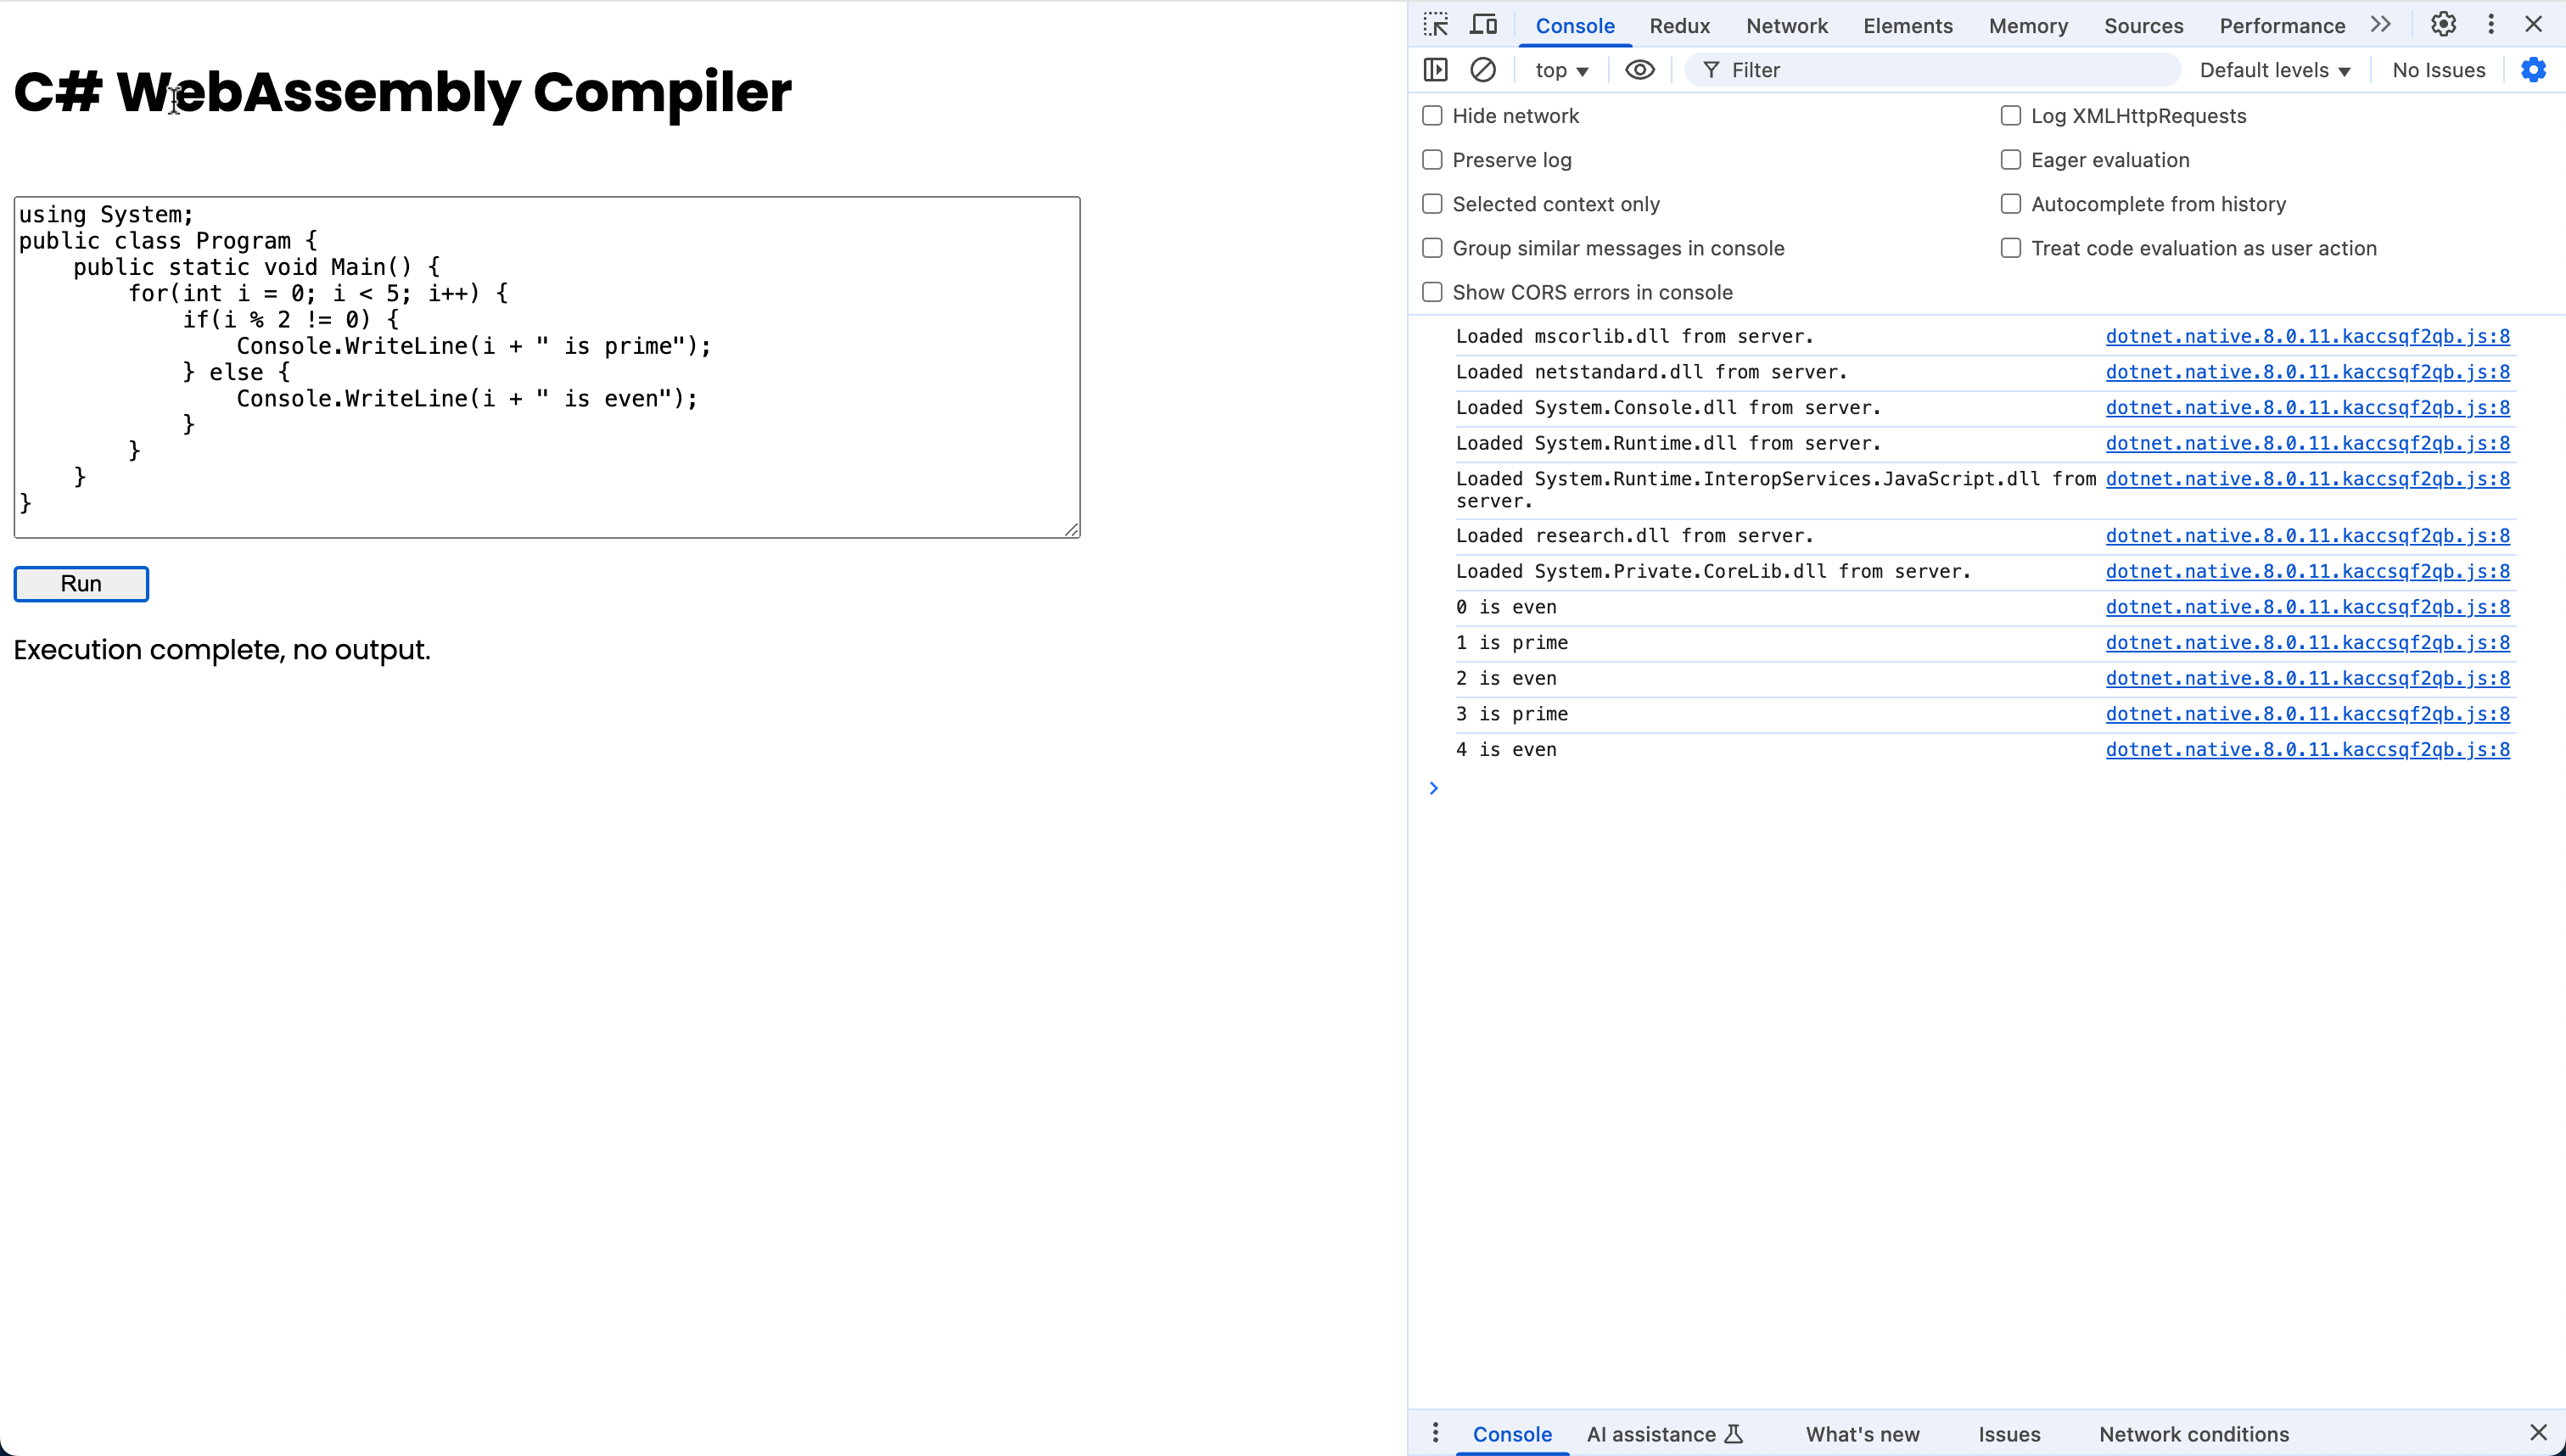 C# WebAssembly Compiler
using System;
public class Program {
    public static void Main() {
        for(int i = 0; i < 5; i++) {
            if(i % 2 != 0) {
                Console.WriteLine(i + " is prime");
            } else {
                Console.WriteLine(i + " is even");
            }
        }
    }
}
Run
Execution complete, no output.
Console Redux Network Elements Memory Sources Performance
top Filter Default levels No Issues
Hide network Log XMLHttpRequests
Preserve log Eager evaluation
Selected context only Autocomplete from history
Group similar messages in console Treat code evaluation as user action
Show CORS errors in console
Loaded mscorlib.dll from server. dotnet.native.8.0.11.kaccsqf2qb.js:8
Loaded netstandard.dll from server. dotnet.native.8.0.11.kaccsqf2qb.js:8
Loaded System.Console.dll from server. dotnet.native.8.0.11.kaccsqf2qb.js:8
Loaded System.Runtime.dll from server. dotnet.native.8.0.11.kaccsqf2qb.js:8
Loaded System.Runtime.InteropServices.JavaScript.dll from dotnet.native.8.0.11.kaccsqf2qb.js:8
server.
Loaded research.dll from server. dotnet.native.8.0.11.kaccsqf2qb.js:8
Loaded System.Private.CoreLib.dll from server. dotnet.native.8.0.11.kaccsqf2qb.js:8
0 is even dotnet.native.8.0.11.kaccsqf2qb.js:8
1 is prime dotnet.native.8.0.11.kaccsqf2qb.js:8
2 is even dotnet.native.8.0.11.kaccsqf2qb.js:8
3 is prime dotnet.native.8.0.11.kaccsqf2qb.js:8
4 is even dotnet.native.8.0.11.kaccsqf2qb.js:8
Console AI assistance What's new Issues Network conditions